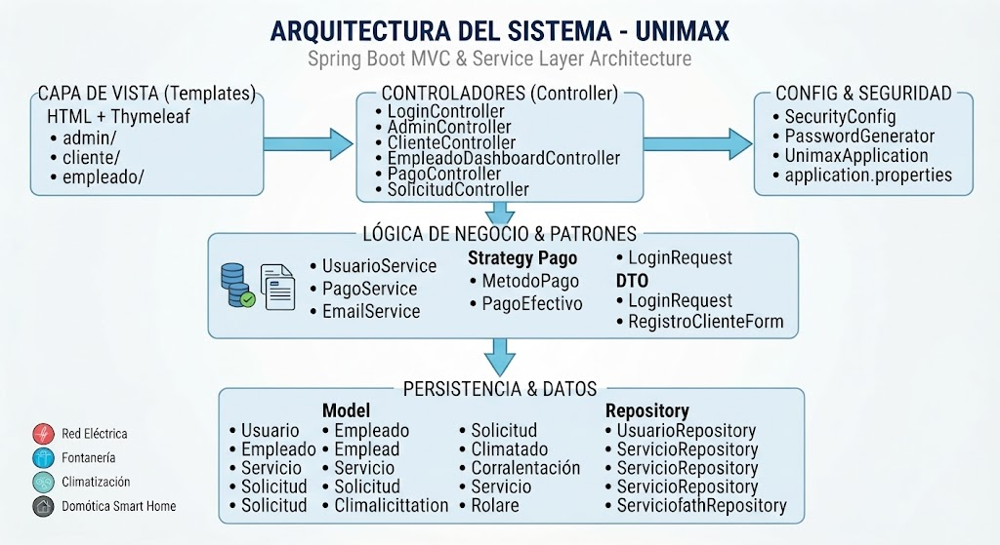 ARQUITECTURA DEL SISTEMA - UNIMAX
Spring Boot MVC & Service Layer Architecture
CAPA DE VISTA (Templates)
HTML + Thymeleaf
• admin/
• cliente/
• empleado/
CONTROLADORES (Controller)
• LoginController
• AdminController
• ClienteController
• EmpleadoDashboardController
• PagoController
• SolicitudController
CONFIG & SEGURIDAD
• SecurityConfig
• PasswordGenerator
• UnimaxApplication
• application.properties
LÓGICA DE NEGOCIO & PATRONES
• UsuarioService
• PagoService
• EmailService
Strategy Pago
• MetodoPago
• PagoEfectivo
• LoginRequest
DTO
• LoginRequest
• RegistroClienteForm
PERSISTENCIA & DATOS
Model
• Usuario
• Empleado
• Servicio
• Solicitud
• Solicitud
• Empleado
• Emplead
• Servicio
• Solicitud
• Climalicittation
• Solicitud
• Climatado
• Corralentación
• Servicio
• Rolare
Repository
• UsuarioRepository
• ServicioRepository
• ServicioRepository
• ServicioRepository
• ServiciofathRepository
Red Eléctrica
Fontanería
Climatización
Domótica Smart Home